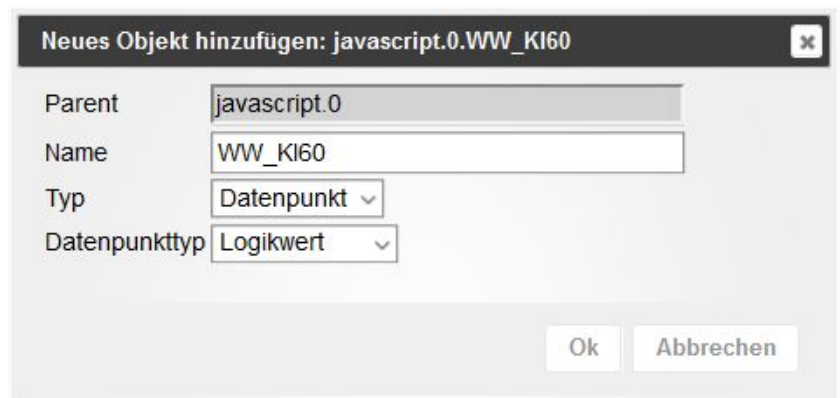 Neues Objekt hinzufügen: javascript.0.WW_KI60
Parent javascript.0
Name WW_KI60
Typ Datenpunkt
Datenpunkttyp Logikwert
Ok Abbrechen